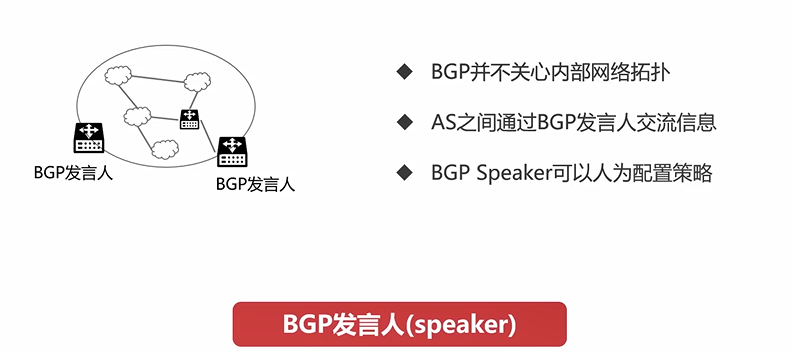 BGP并不关心内部网络拓扑
AS之间通过BGP发言人交流信息
BGP Speaker可以人为配置策略
BGP发言人
BGP发言人
BGP发言人(speaker)